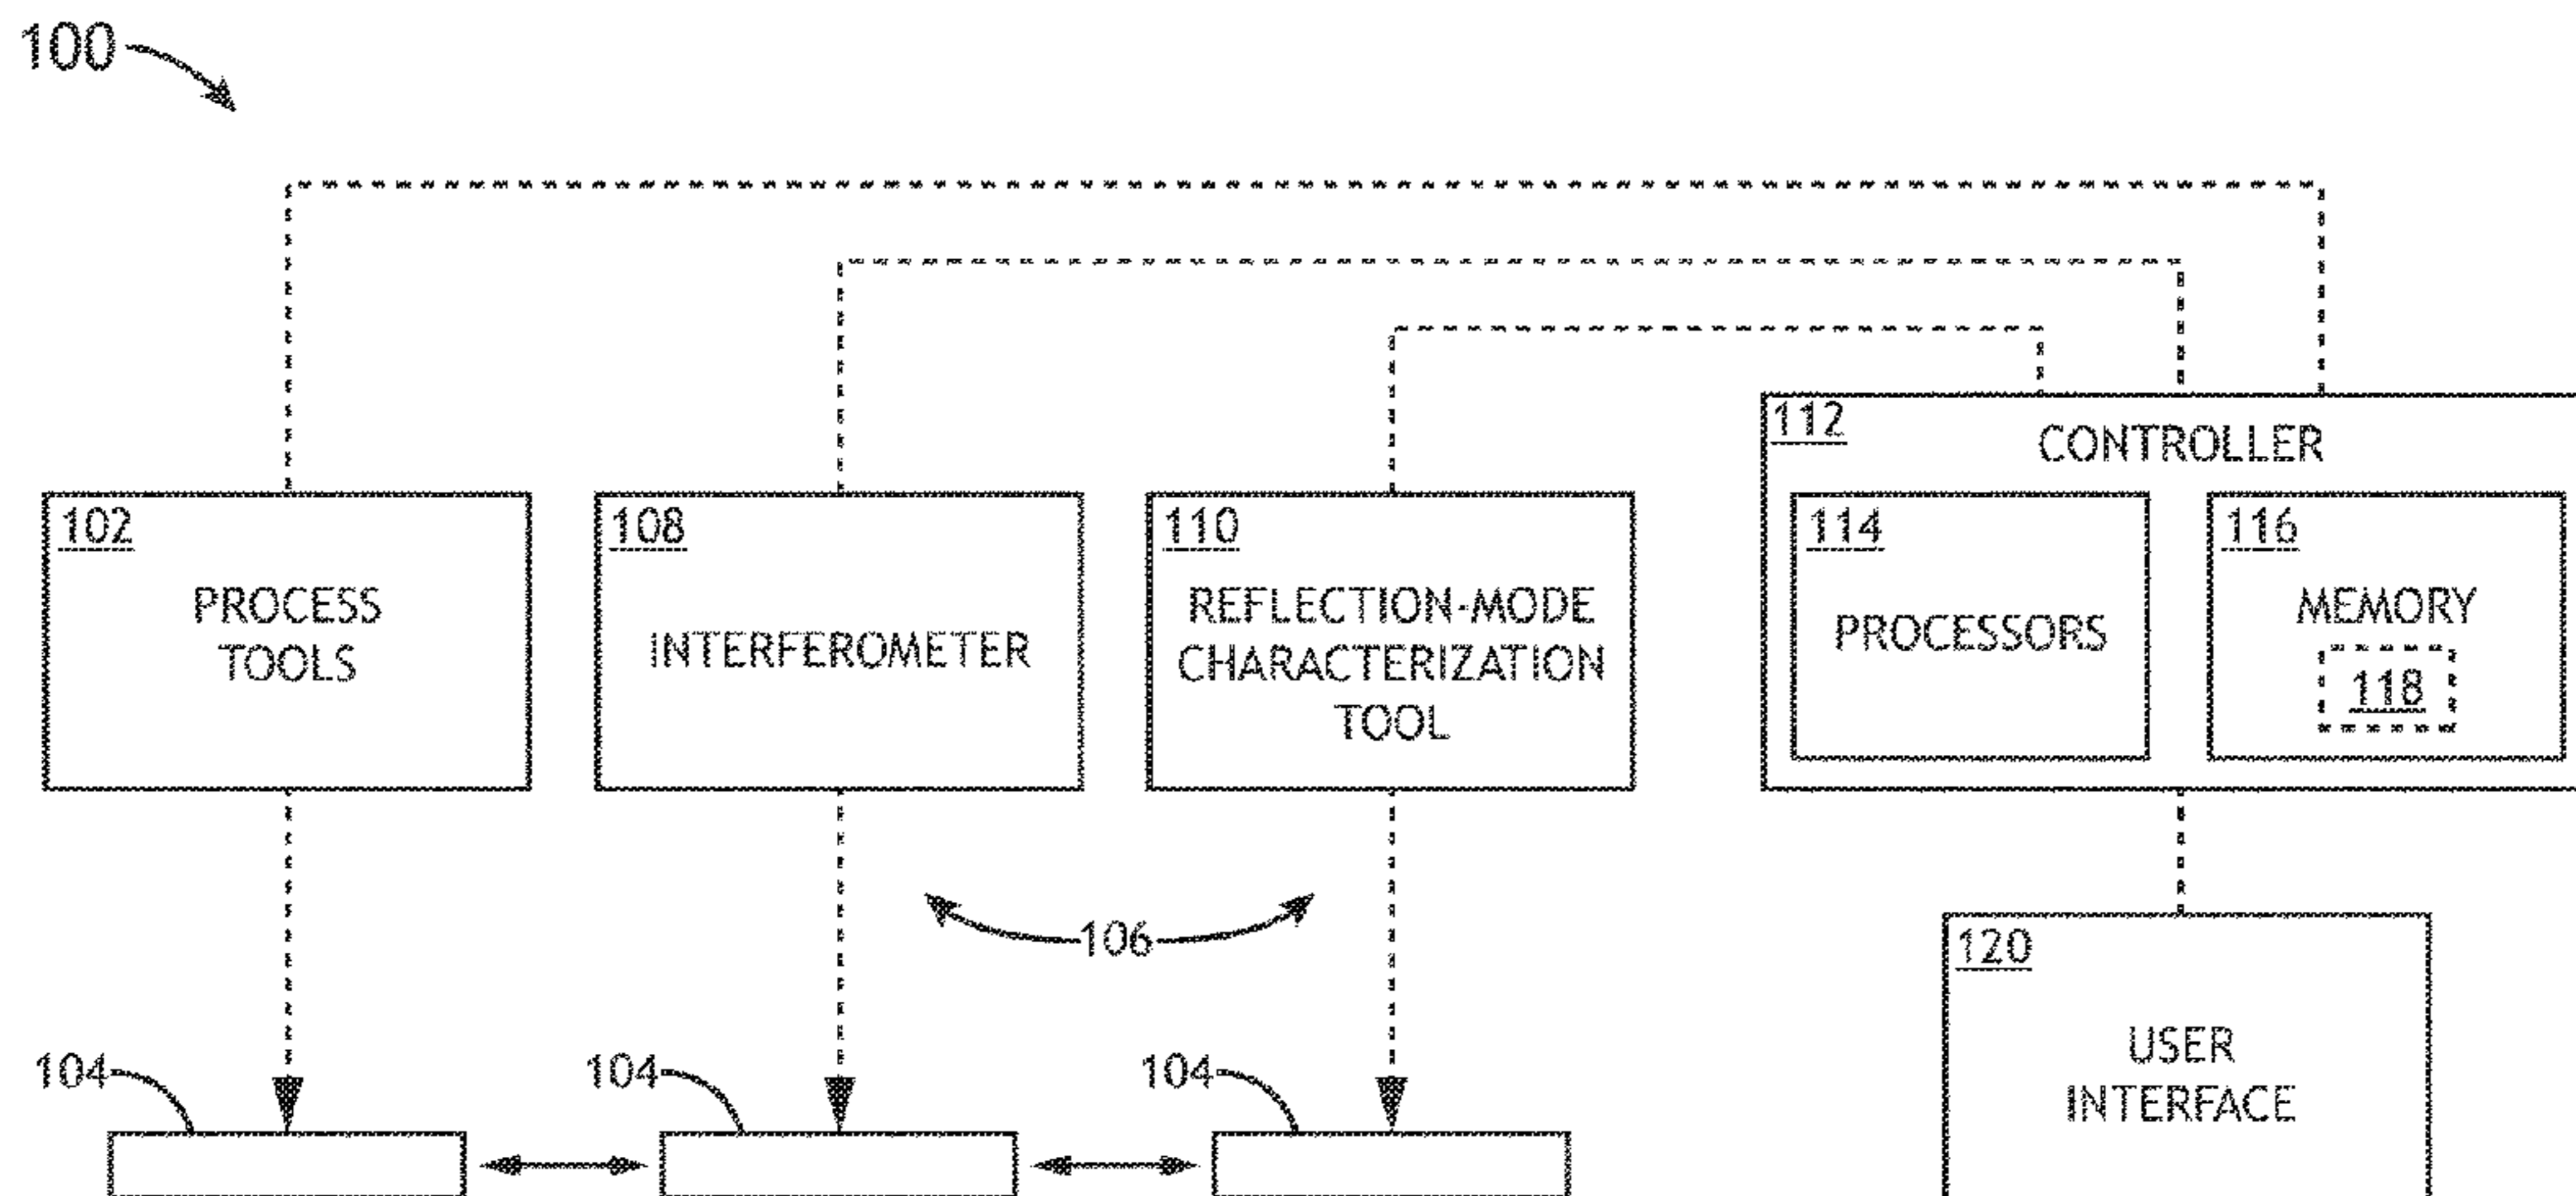 100
112
CONTROLLER
102
PROCESS
TOOLS
108
INTERFEROMETER
110
REFLECTION-MODE
CHARACTERIZATION
TOOL
114
PROCESSORS
116
MEMORY
118
106
120
USER
INTERFACE
104
104
104